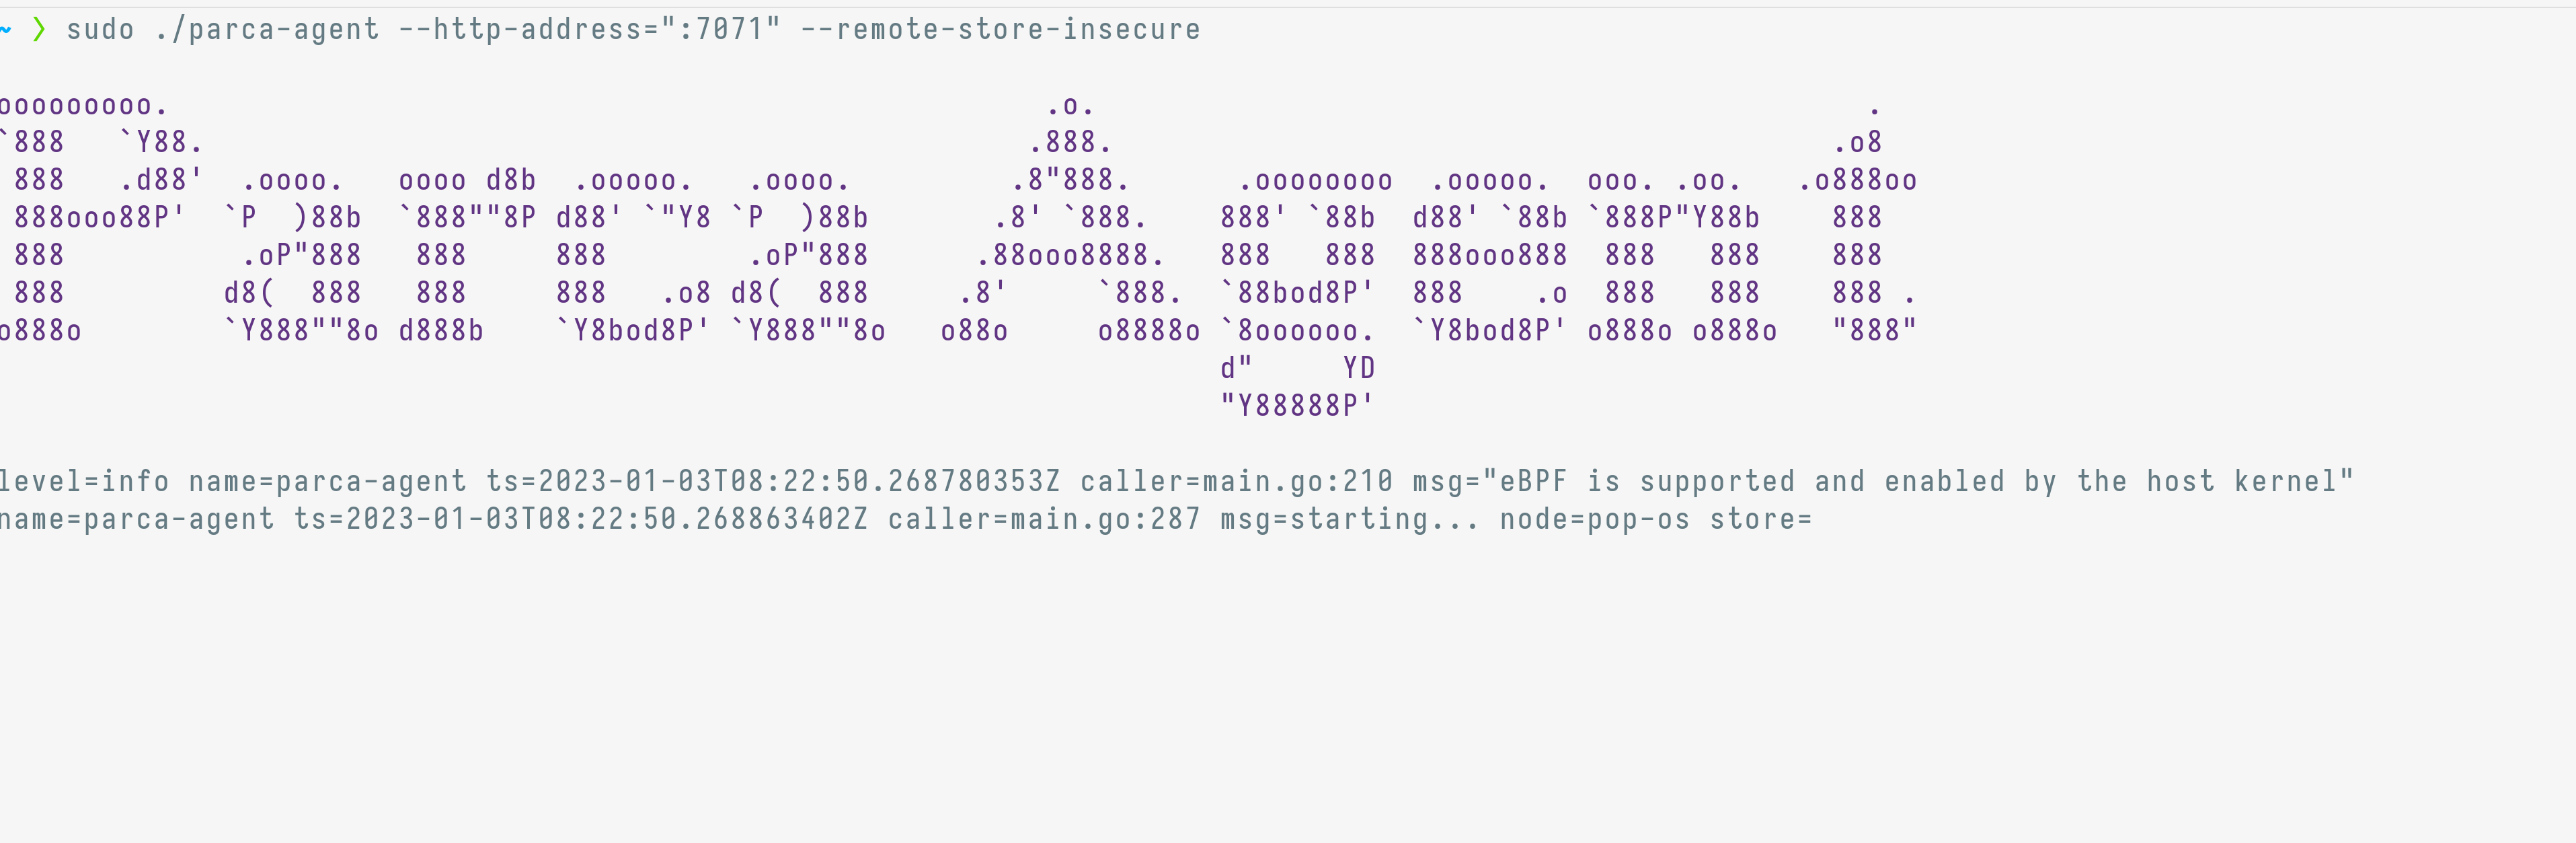 ~ ❯ sudo ./parca-agent --http-address=":7071" --remote-store-insecure
ooooooooo.                                                  .o.                                            .
`888   `Y88.                                               .888.                                         .o8
 888   .d88'  .oooo.   oooo d8b  .ooooo.   .oooo.         .8"888.      .oooooooo  .ooooo.  ooo. .oo.   .o888oo
 888ooo88P'  `P  )88b  `888""8P d88' `"Y8 `P  )88b       .8' `888.    888' `88b  d88' `88b `888P"Y88b    888
 888          .oP"888   888     888        .oP"888      .88ooo8888.   888   888  888ooo888  888   888    888
 888         d8(  888   888     888   .o8 d8(  888     .8'     `888.  `88bod8P'  888    .o  888   888    888 .
o888o        `Y888""8o d888b    `Y8bod8P' `Y888""8o   o88o     o8888o `8oooooo.  `Y8bod8P' o888o o888o   "888"
                                                                      d"     YD
                                                                      "Y88888P'
level=info name=parca-agent ts=2023-01-03T08:22:50.268780353Z caller=main.go:210 msg="eBPF is supported and enabled by the host kernel"
name=parca-agent ts=2023-01-03T08:22:50.268863402Z caller=main.go:287 msg=starting... node=pop-os store=